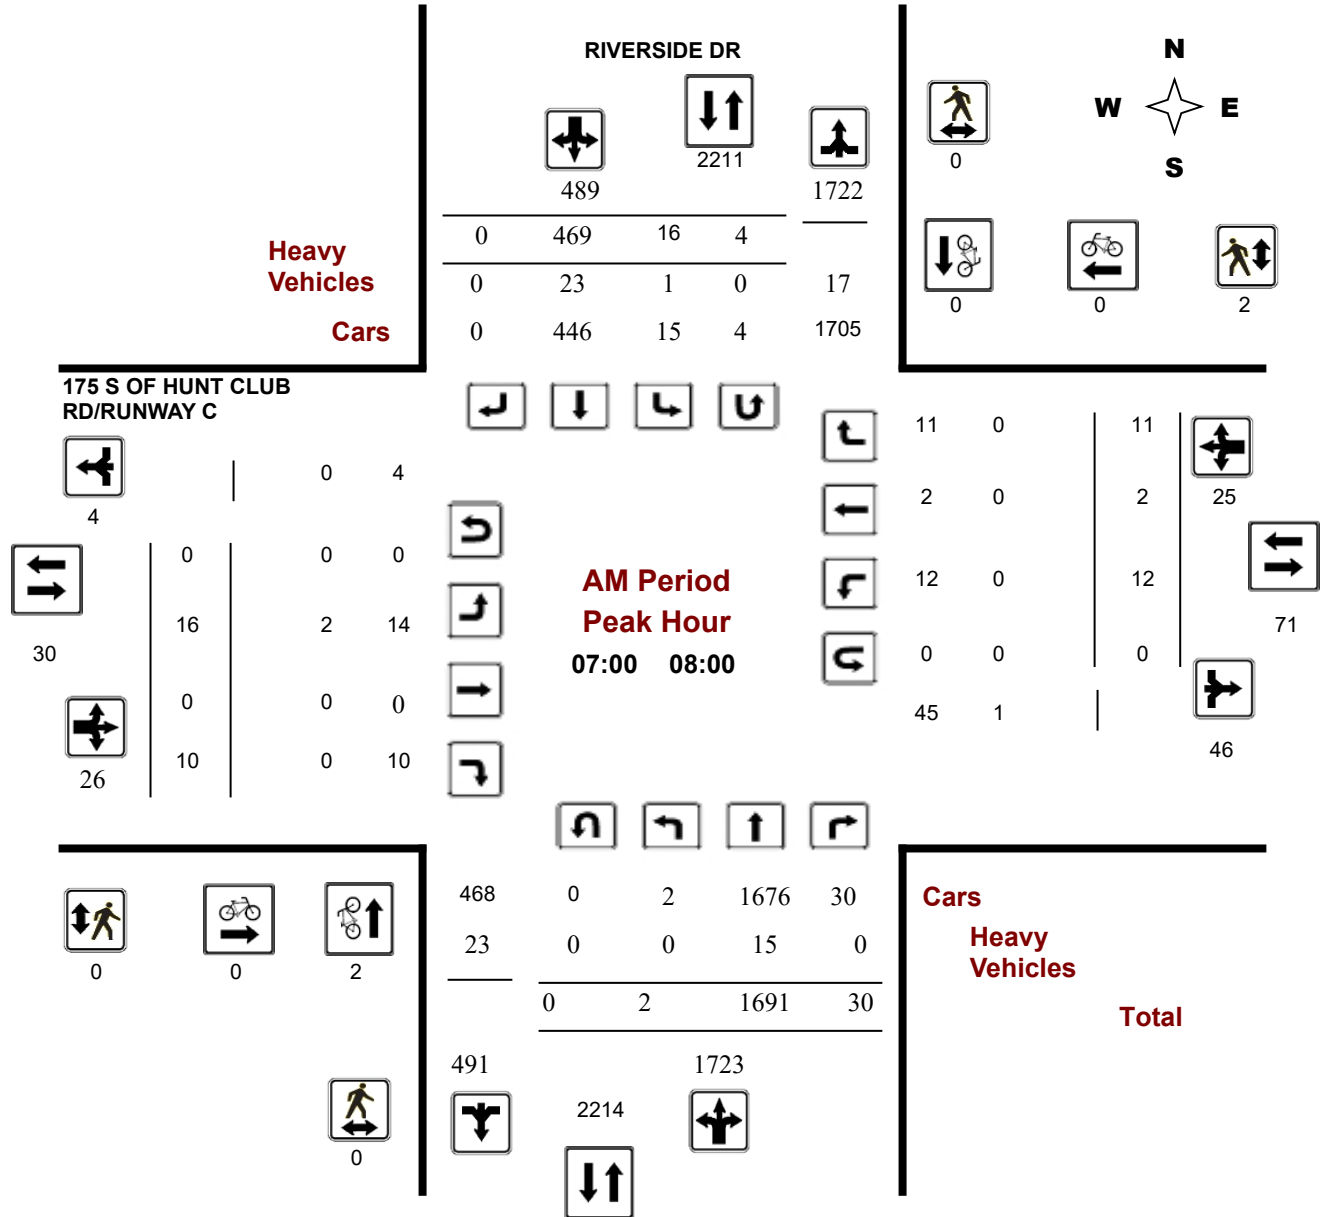 RIVERSIDE DR
N
W E
S
2211
0
489 1722
0 469 16 4
Heavy
Vehicles
0 23 1 0 17
0 0 2
Cars 0 446 15 4 1705
175 S OF HUNT CLUB
RD/RUNWAY C
11 0 11
0 4
4
2 0 2 25
0 0 0
AM Period
12 0 12
Peak Hour
16 2 14
71
30
07:00 08:00
0 0 0
0 0 0
45 1
46
26
10 0 10
468 0 2 1676 30
Cars
23 0 0 15 0
Heavy
Vehicles
0 0 2
0 2 1691 30
Total
491 1723
2214
0